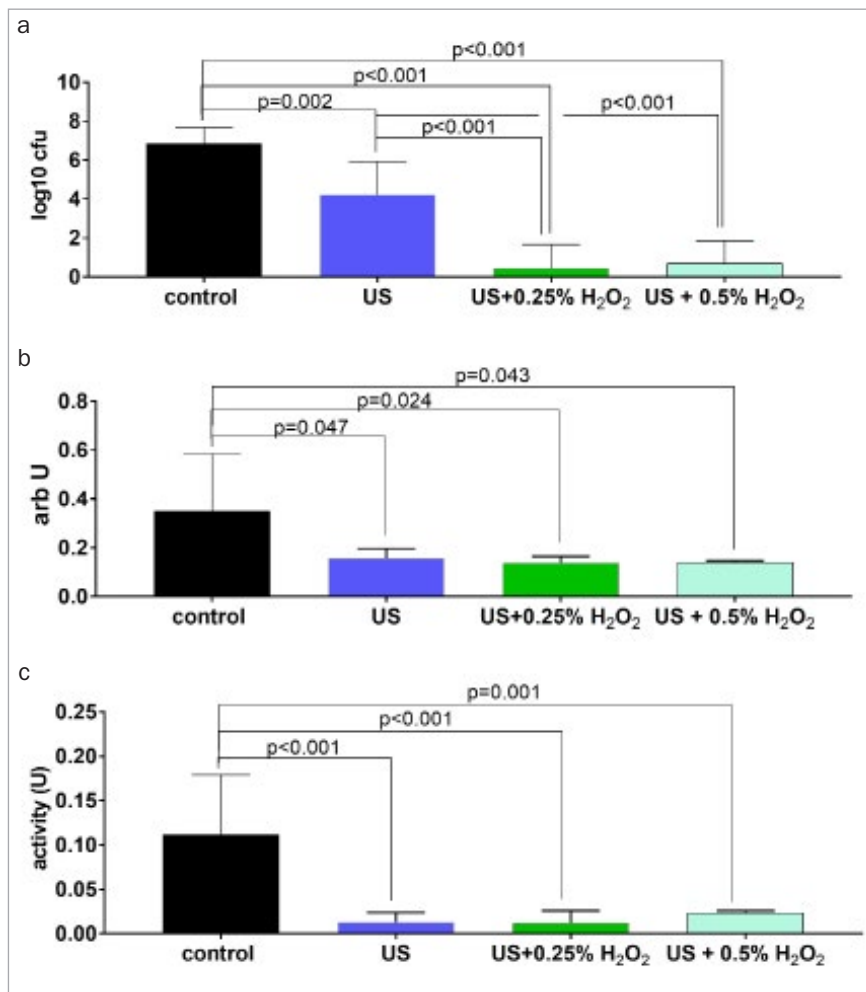 a
p<0.001
p<0.001
p=0.002
p<0.001
p<0.001
log10 cfu
10
8
6
4
2
0
control US US+0.25% H₂O₂ US + 0.5% H₂O₂
b
p=0.043
p=0.024
p=0.047
arb U
0.8
0.6
0.4
0.2
0.0
control US US+0.25% H₂O₂ US + 0.5% H₂O₂
c
p=0.001
p<0.001
p<0.001
activity (U)
0.25
0.20
0.15
0.10
0.05
0.00
control US US+0.25% H₂O₂ US + 0.5% H₂O₂